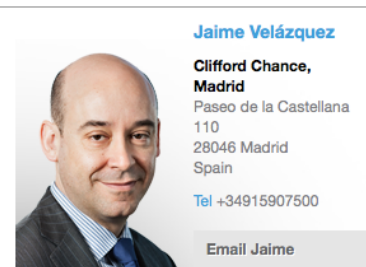 Jaime Velázquez
Clifford Chance,
Madrid
Paseo de la Castellana
110
28046 Madrid
Spain
Tel +34915907500
Email Jaime